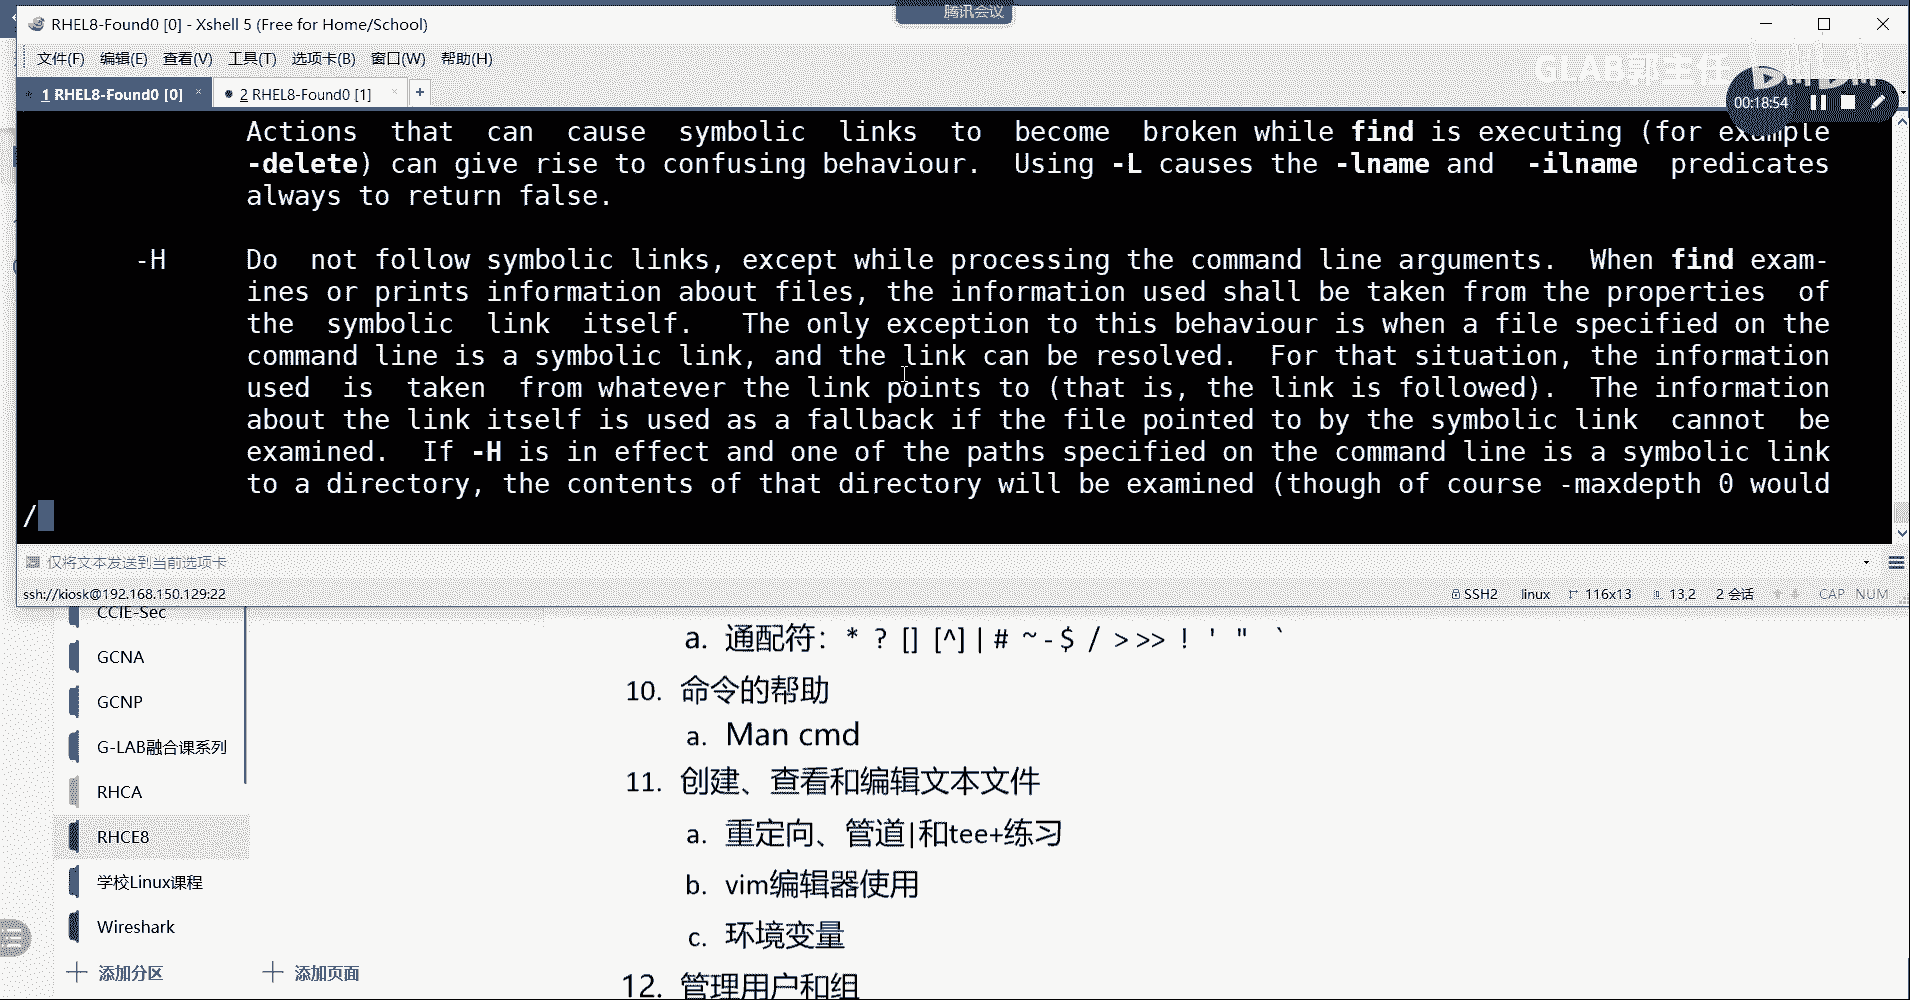 腾讯会议
RHEL8-Found0 [0] - Xshell 5 (Free for Home/School)
文件(F) 编辑(E) 查看(V) 工具(T) 选项卡(B) 窗口(W) 帮助(H)
GLAB郭主任
1 RHEL8-Found0 [0] × 2 RHEL8-Found0 [1] × +
00:18:54
Actions that can cause symbolic links to become broken while find is executing (for example
-delete) can give rise to confusing behaviour. Using -L causes the -lname and -ilname predicates
always to return false.
-H Do not follow symbolic links, except while processing the command line arguments. When find exam-
ines or prints information about files, the information used shall be taken from the properties of
the symbolic link itself. The only exception to this behaviour is when a file specified on the
command line is a symbolic link, and the link can be resolved. For that situation, the information
used is taken from whatever the link points to (that is, the link is followed). The information
about the link itself is used as a fallback if the file pointed to by the symbolic link cannot be
examined. If -H is in effect and one of the paths specified on the command line is a symbolic link
to a directory, the contents of that directory will be examined (though of course -maxdepth 0 would
/
仅将文本发送到当前选项卡
ssh://kiosk@192.168.150.129:22 SSH2 linux 116x13 13,2 2 会话 CAP NUM
CCIE-Sec
GCNA
GCNP
G-LAB融合课系列
RHCA
RHCE8
学校Linux课程
Wireshark
+ 添加分区 + 添加页面
a. 通配符： * ? [] [^] | # ~ - $ / > >> ! ' " `
10. 命令的帮助
a. Man cmd
11. 创建、查看和编辑文本文件
a. 重定向、管道|和tee+练习
b. vim编辑器使用
c. 环境变量
12. 管理用户和组